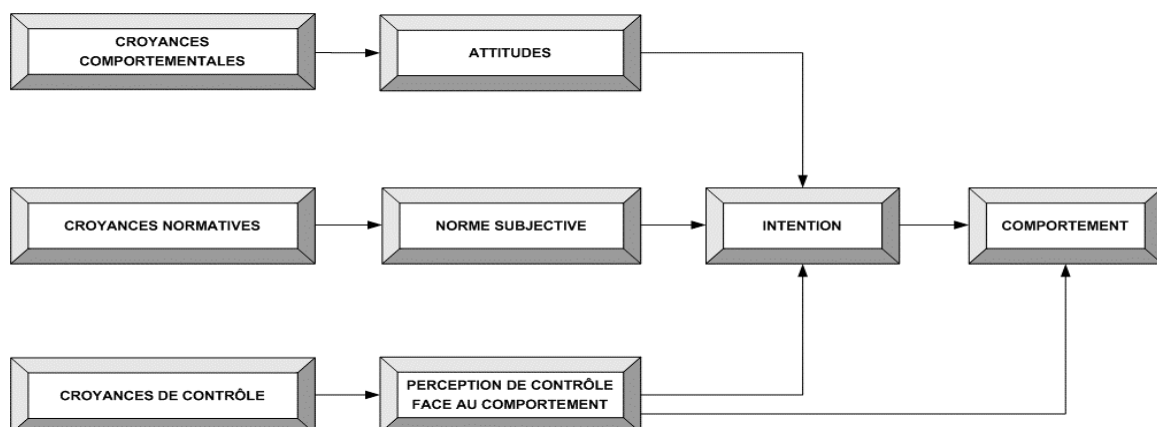 CROYANCES
COMPORTEMENTALES
ATTITUDES
CROYANCES NORMATIVES
NORME SUBJECTIVE
INTENTION
COMPORTEMENT
CROYANCES DE CONTRÔLE
PERCEPTION DE CONTRÔLE
FACE AU COMPORTEMENT